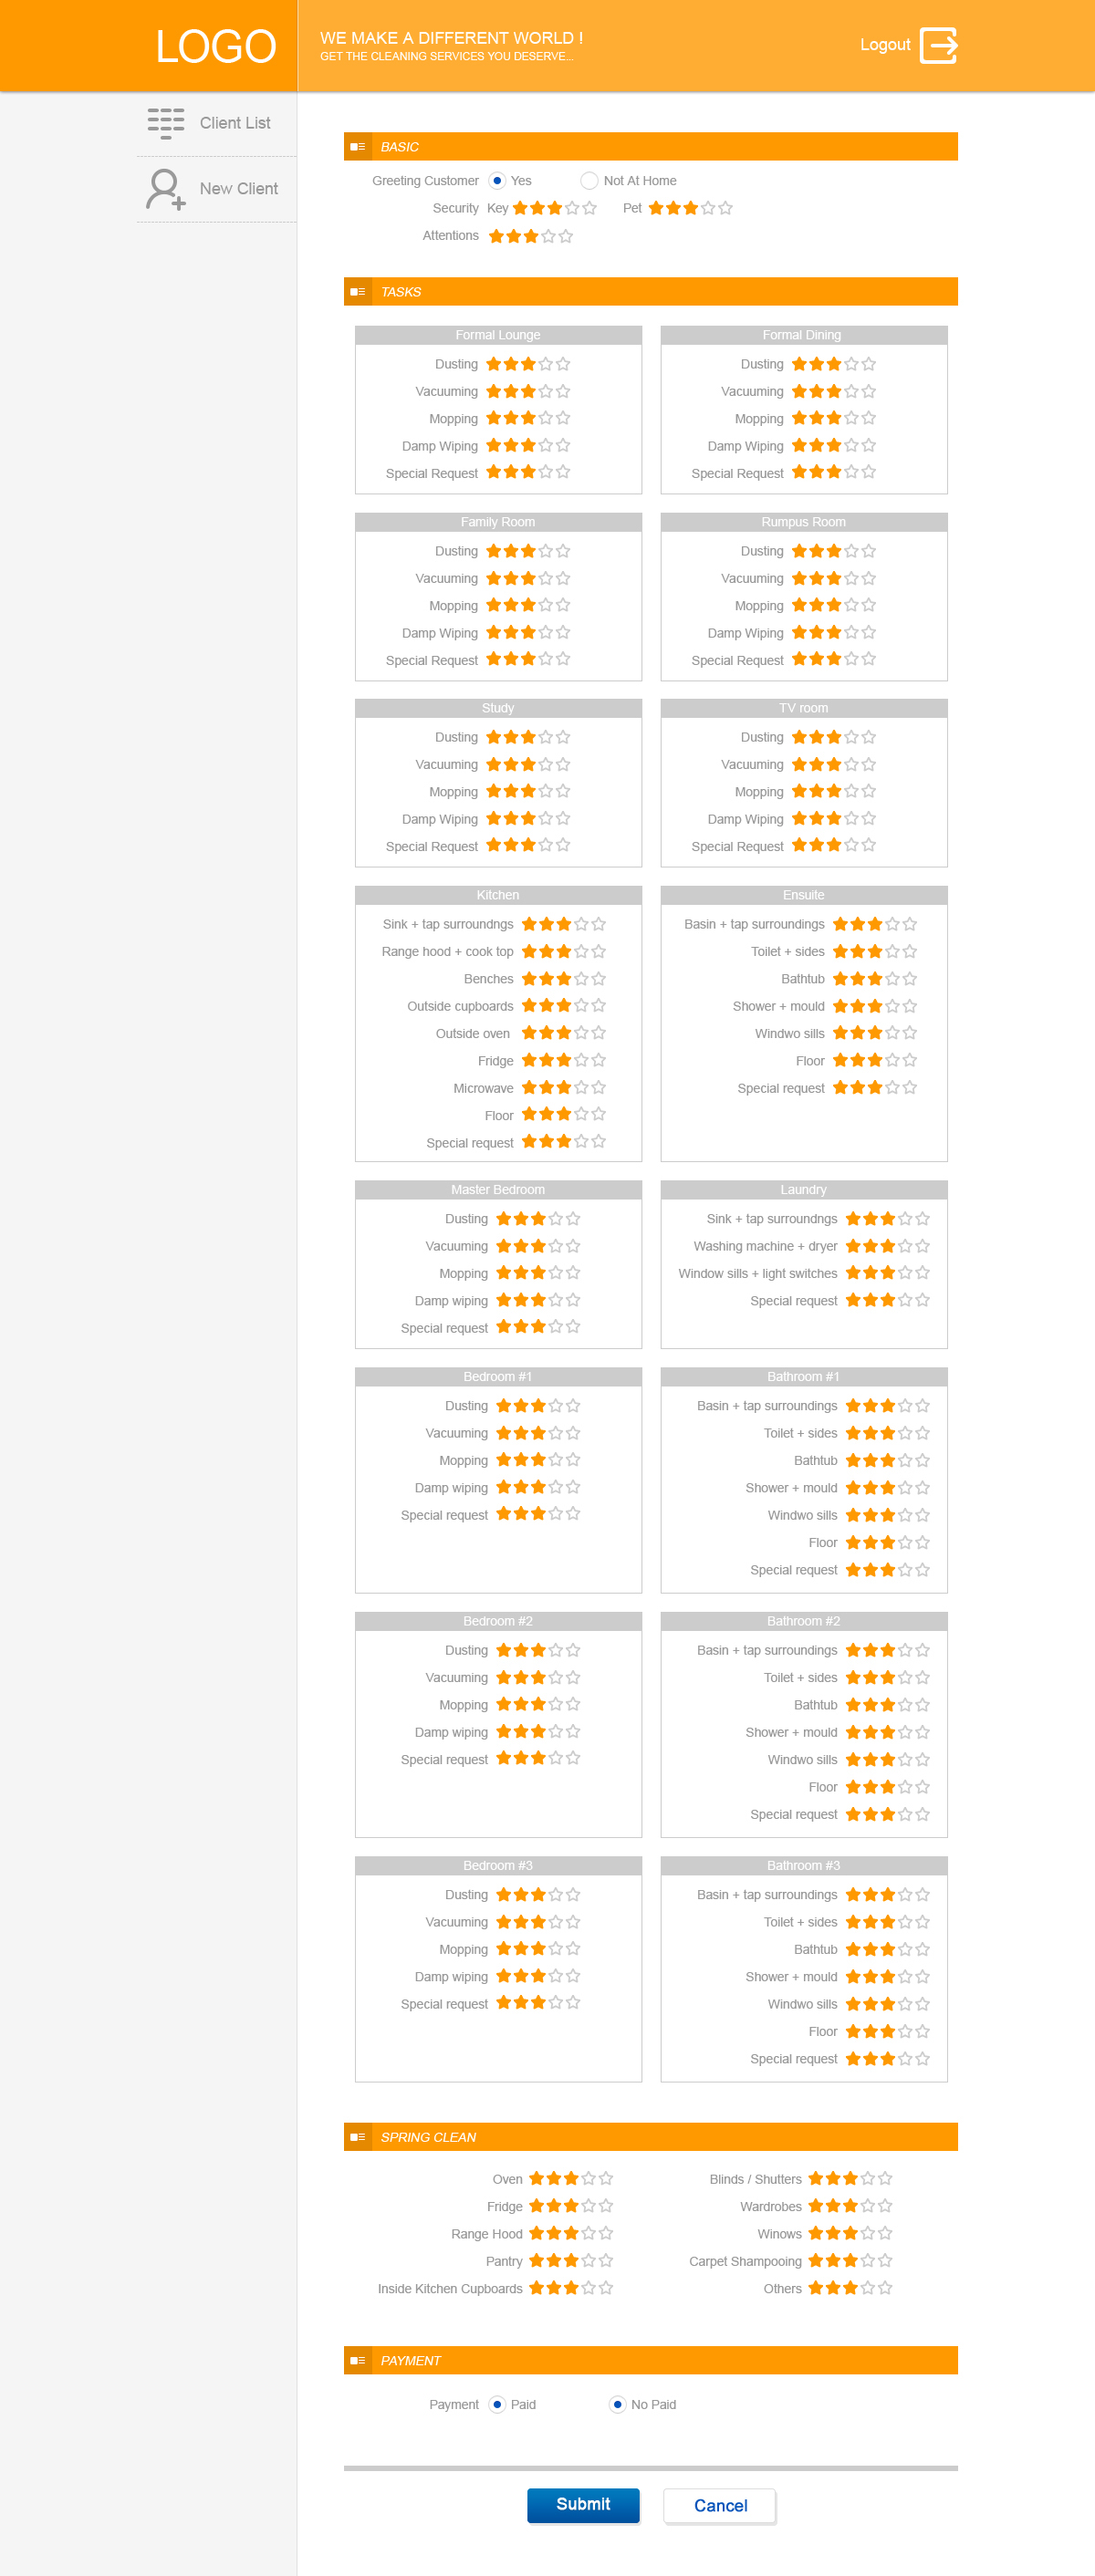 LOGO
WE MAKE A DIFFERENT WORLD !
GET THE CLEANING SERVICES YOU DESERVE...
Logout
Client List
New Client
BASIC
Greeting Customer Yes Not At Home
Security Key Pet
Attentions
TASKS
Formal Lounge
Dusting
Vacuuming
Mopping
Damp Wiping
Special Request
Formal Dining
Dusting
Vacuuming
Mopping
Damp Wiping
Special Request
Family Room
Dusting
Vacuuming
Mopping
Damp Wiping
Special Request
Rumpus Room
Dusting
Vacuuming
Mopping
Damp Wiping
Special Request
Study
Dusting
Vacuuming
Mopping
Damp Wiping
Special Request
TV room
Dusting
Vacuuming
Mopping
Damp Wiping
Special Request
Kitchen
Sink + tap surroundngs
Range hood + cook top
Benches
Outside cupboards
Outside oven
Fridge
Microwave
Floor
Special request
Ensuite
Basin + tap surroundings
Toilet + sides
Bathtub
Shower + mould
Windwo sills
Floor
Special request
Master Bedroom
Dusting
Vacuuming
Mopping
Damp wiping
Special request
Laundry
Sink + tap surroundngs
Washing machine + dryer
Window sills + light switches
Special request
Bedroom #1
Dusting
Vacuuming
Mopping
Damp wiping
Special request
Bathroom #1
Basin + tap surroundings
Toilet + sides
Bathtub
Shower + mould
Windwo sills
Floor
Special request
Bedroom #2
Dusting
Vacuuming
Mopping
Damp wiping
Special request
Bathroom #2
Basin + tap surroundings
Toilet + sides
Bathtub
Shower + mould
Windwo sills
Floor
Special request
Bedroom #3
Dusting
Vacuuming
Mopping
Damp wiping
Special request
Bathroom #3
Basin + tap surroundings
Toilet + sides
Bathtub
Shower + mould
Windwo sills
Floor
Special request
SPRING CLEAN
Oven
Fridge
Range Hood
Pantry
Inside Kitchen Cupboards
Blinds / Shutters
Wardrobes
Winows
Carpet Shampooing
Others
PAYMENT
Payment Paid No Paid
Submit Cancel